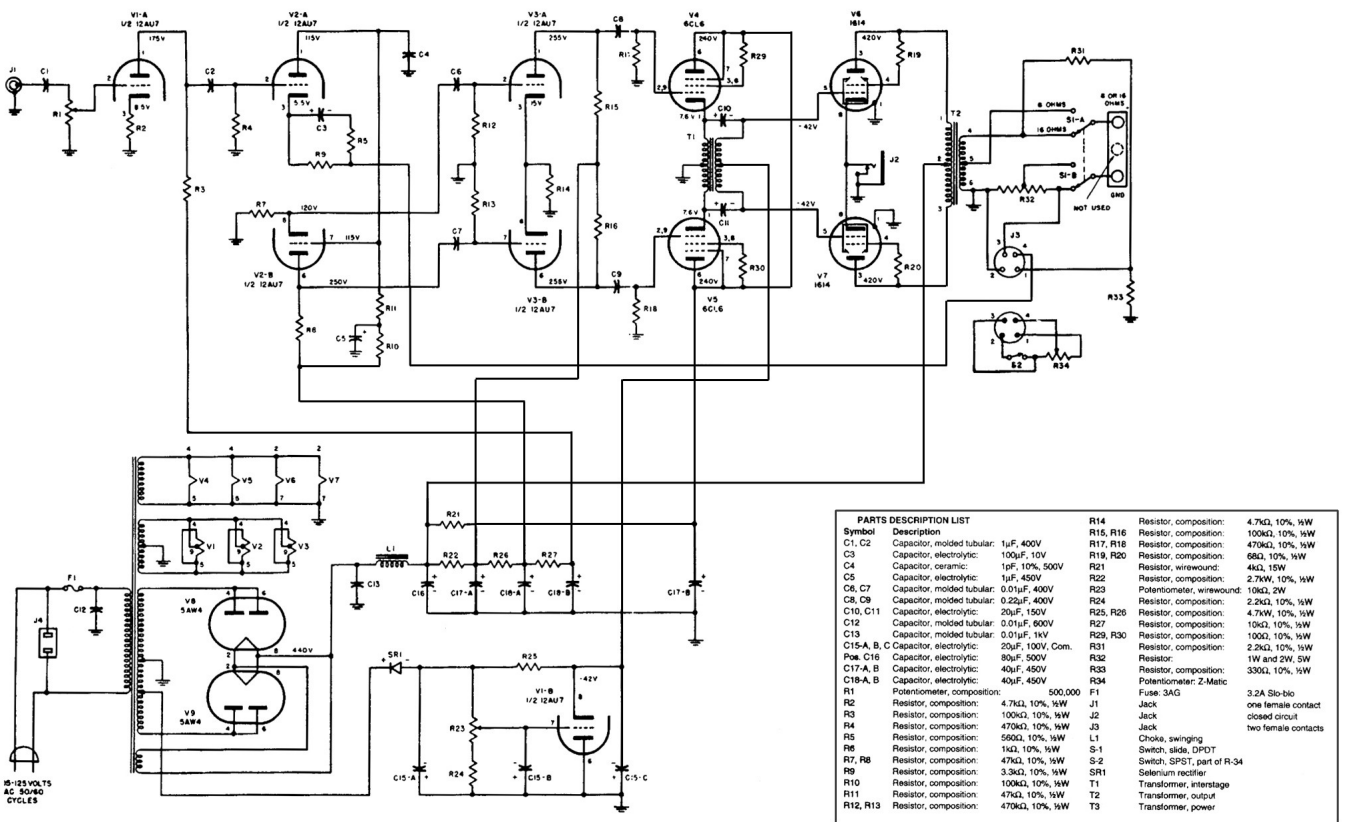 V1-A
1/2 12AU7
V2-A
1/2 12AU7
V3-A
1/2 12AU7
C8
V4
6CL6
V6
1614
175V
115V
255V
240V
420V
J1
C1
C2
C4
C6
R17
R29
R19
R31
R1
8.5V
R2
R4
5.5V
C3
R5
R9
R12
15V
R15
2,9
3,6
7.6V
C10
T1
-42V
T2
J2
8 OHMS
16 OHMS
S1-A
8 OR 16
OHMS
S1-B
NOT USED
GND
R3
R7
120V
115V
R13
R14
R16
C7
C11
-42V
R32
J3
7.6V
2,9
3,8
V2-B
1/2 12AU7
250V
V3-B
1/2 12AU7
256V
C9
R18
R30
240V
V5
6CL6
V7
1614
420V
R20
R33
R6
R11
C5
R10
S2
R34
V4
V5
V6
V7
V1
V2
V3
R21
L1
R22
R26
R27
C13
C16
C17-A
C18-A
C18-B
C17-B
F1
C12
J4
V8
5AW4
440V
V9
5AW4
SR1
R25
-42V
V1-B
1/2 12AU7
R23
R24
C15-A
C15-B
C15-C
15-125 VOLTS
AC 50/60
CYCLES
PARTS DESCRIPTION LIST
Symbol Description
C1, C2 Capacitor, molded tubular: 1µF, 400V
C3 Capacitor, electrolytic: 100µF, 10V
C4 Capacitor, ceramic: 1pF, 10%, 500V
C5 Capacitor, electrolytic: 1µF, 450V
C6, C7 Capacitor, molded tubular: 0.01µF, 400V
C8, C9 Capacitor, molded tubular: 0.22µF, 400V
C10, C11 Capacitor, electrolytic: 20µF, 150V
C12 Capacitor, molded tubular: 0.01µF, 600V
C13 Capacitor, molded tubular: 0.01µF, 1kV
C15-A, B, C Capacitor, electrolytic: 20µF, 100V, Com.
Pos. C16 Capacitor, electrolytic: 80µF, 500V
C17-A, B Capacitor, electrolytic: 40µF, 450V
C18-A, B Capacitor, electrolytic: 40µF, 450V
R1 Potentiometer, composition: 500,000
R2 Resistor, composition: 4.7kΩ, 10%, ½W
R3 Resistor, composition: 100kΩ, 10%, ½W
R4 Resistor, composition: 470kΩ, 10%, ½W
R5 Resistor, composition: 560Ω, 10%, ½W
R6 Resistor, composition: 1kΩ, 10%, ½W
R7, R8 Resistor, composition: 47kΩ, 10%, ½W
R9 Resistor, composition: 3.3kΩ, 10%, ½W
R10 Resistor, composition: 100kΩ, 10%, ½W
R11 Resistor, composition: 47kΩ, 10%, ½W
R12, R13 Resistor, composition: 470kΩ, 10%, ½W
R14 Resistor, composition: 4.7kΩ, 10%, ½W
R15, R16 Resistor, composition: 100kΩ, 10%, ½W
R17, R18 Resistor, composition: 470kΩ, 10%, ½W
R19, R20 Resistor, composition: 68Ω, 10%, ½W
R21 Resistor, wirewound: 4kΩ, 15W
R22 Resistor, composition: 2.7kW, 10%, ½W
R23 Potentiometer, wirewound: 10kΩ, 2W
R24 Resistor, composition: 2.2kΩ, 10%, ½W
R25, R26 Resistor, composition: 4.7kW, 10%, ½W
R27 Resistor, composition: 10kΩ, 10%, ½W
R29, R30 Resistor, composition: 100Ω, 10%, ½W
R31 Resistor, composition: 2.2kΩ, 10%, ½W
R32 Resistor: 1W and 2W, 5W
R33 Resistor, composition: 330Ω, 10%, ½W
R34 Potentiometer: Z-Matic
F1 Fuse: 3AG 3.2A Slo-blo
J1 Jack one female contact
J2 Jack closed circuit
J3 Jack two female contacts
L1 Choke, swinging
S-1 Switch, slide, DPDT
S-2 Switch, SPST, part of R-34
SR1 Selenium rectifier
T1 Transformer, interstage
T2 Transformer, output
T3 Transformer, power